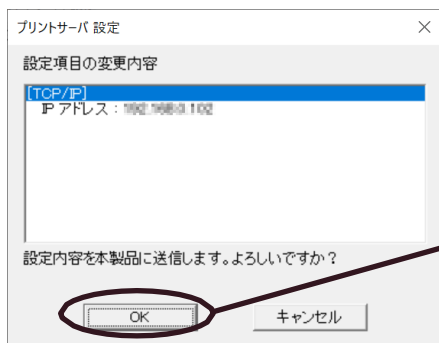 プリントサーバ 設定
設定項目の変更内容
[TCP/IP]
IP アドレス：
設定内容を本製品に送信します。よろしいですか？
OK
キャンセル